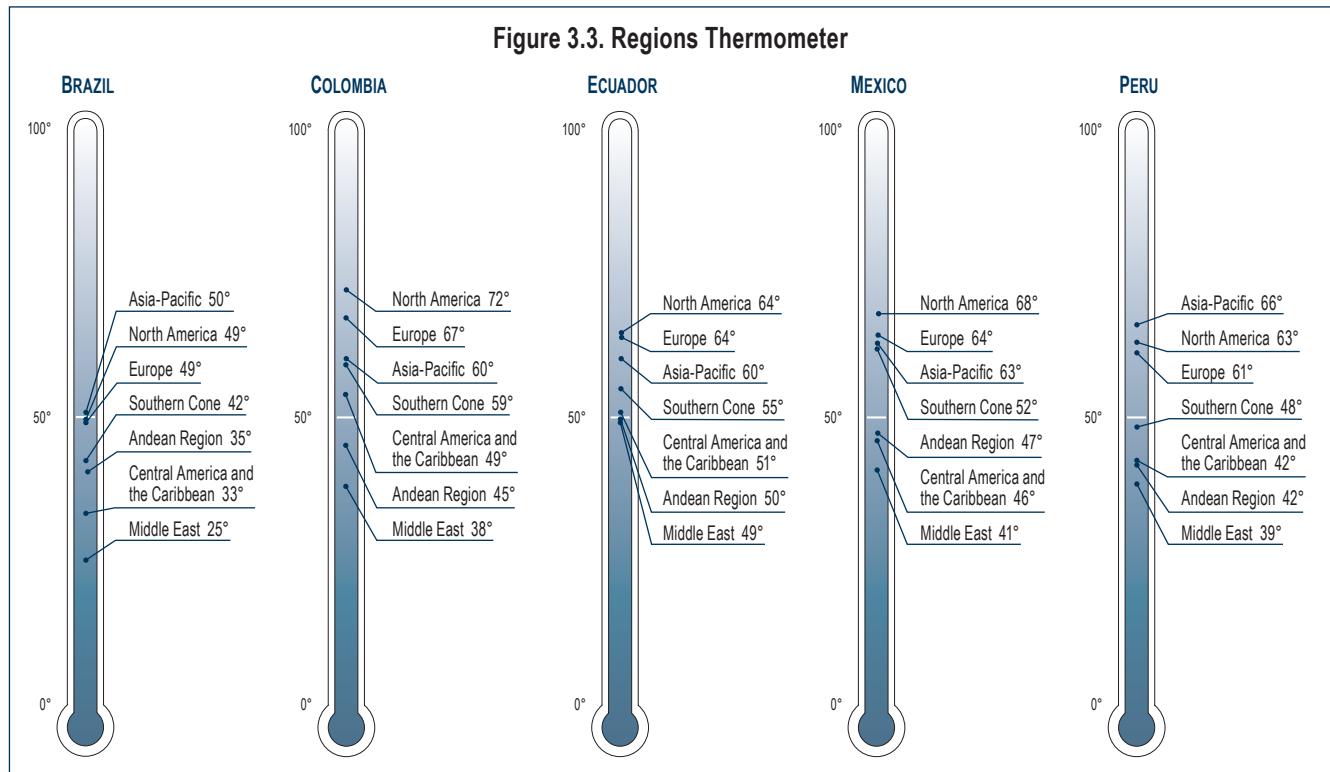 Figure 3.3. Regions Thermometer
BRAZIL
100°
50°
0°
Asia-Pacific 50°
North America 49°
Europe 49°
Southern Cone 42°
Andean Region 35°
Central America and
the Caribbean 33°
Middle East 25°
COLOMBIA
100°
50°
0°
North America 72°
Europe 67°
Asia-Pacific 60°
Southern Cone 59°
Central America and
the Caribbean 49°
Andean Region 45°
Middle East 38°
ECUADOR
100°
50°
0°
North America 64°
Europe 64°
Asia-Pacific 60°
Southern Cone 55°
Central America and
the Caribbean 51°
Andean Region 50°
Middle East 49°
MEXICO
100°
50°
0°
North America 68°
Europe 64°
Asia-Pacific 63°
Southern Cone 52°
Andean Region 47°
Central America and
the Caribbean 46°
Middle East 41°
PERU
100°
50°
0°
Asia-Pacific 66°
North America 63°
Europe 61°
Southern Cone 48°
Central America and
the Caribbean 42°
Andean Region 42°
Middle East 39°